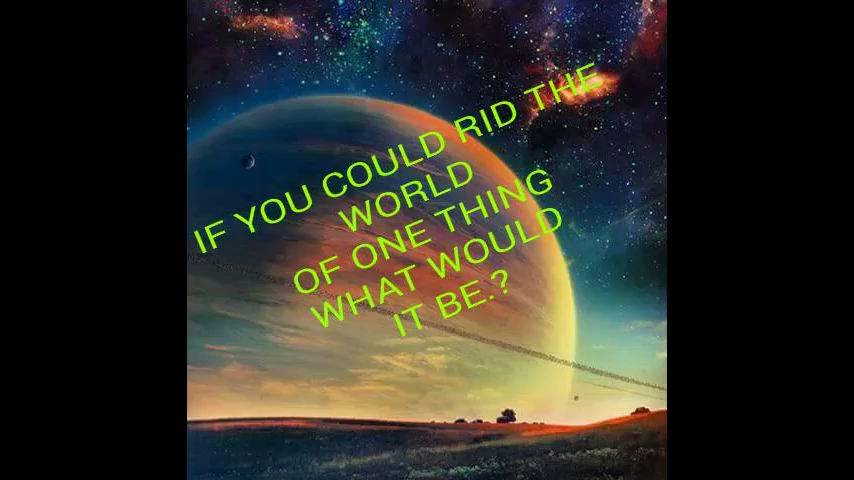 IF YOU COULD RID THE
WORLD
OF ONE THING
WHAT WOULD
IT BE.?